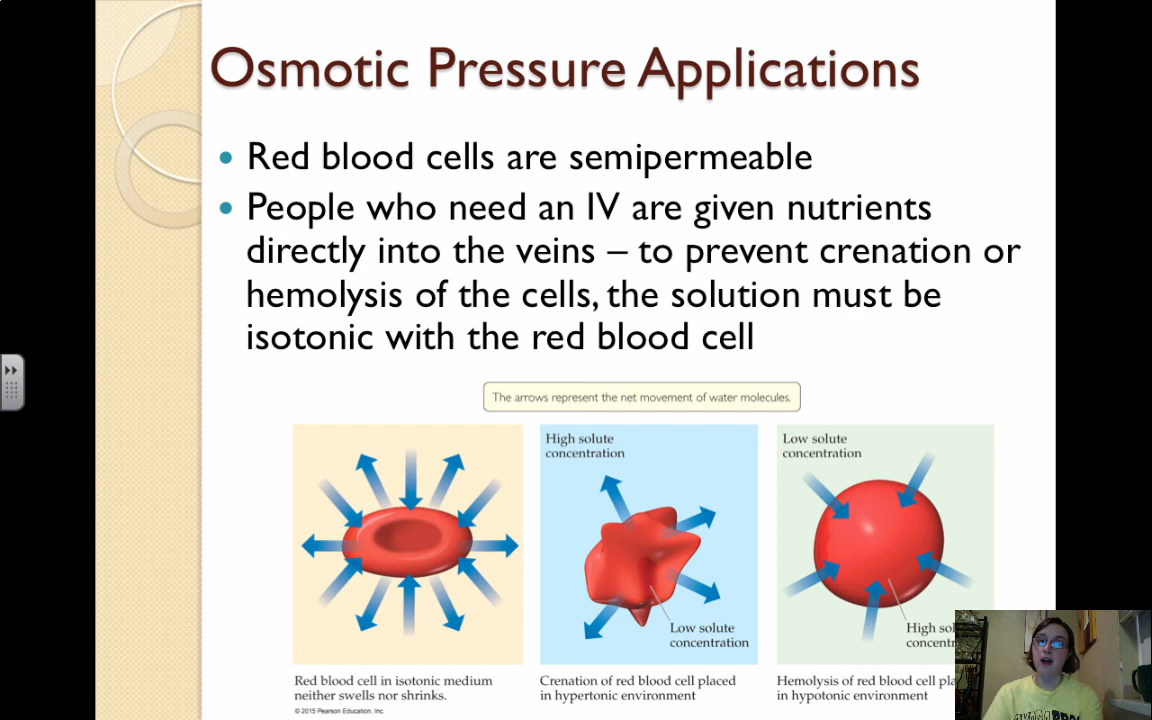 Osmotic Pressure Applications
Red blood cells are semipermeable
People who need an IV are given nutrients
directly into the veins – to prevent crenation or
hemolysis of the cells, the solution must be
isotonic with the red blood cell
The arrows represent the net movement of water molecules.
High solute
concentration
Low solute
concentration
Low solute
concentration
High
Red blood cell in isotonic medium
neither swells nor shrinks.
Crenation of red blood cell placed
in hypertonic environment
Hemolysis of red blood cell
in hypotonic environment
© 2015 Pearson Education, Inc.